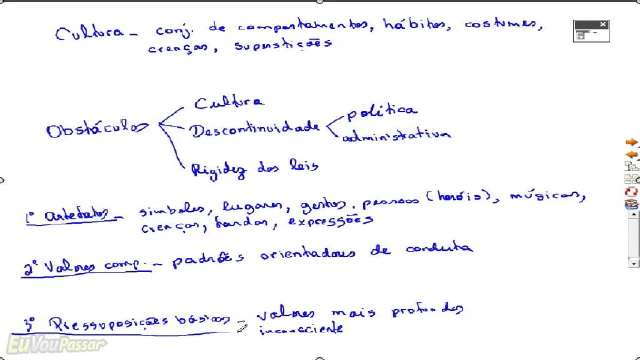 Cultura - conj. de comportamentos, hábitos, costumes,
crenças, superstições
Obstáculos
Cultura
Descontinuidade
política
administrativa
Rigidez das leis
1º Artefatos - símbolos, lugares, gestos, pessoas (heróis), músicas,
crenças, fardas, expressões
2º Valores comp. - padrões orientadores de conduta
3º Pressuposições básicas - valores mais profundos
inconsciente
EuVouPassar